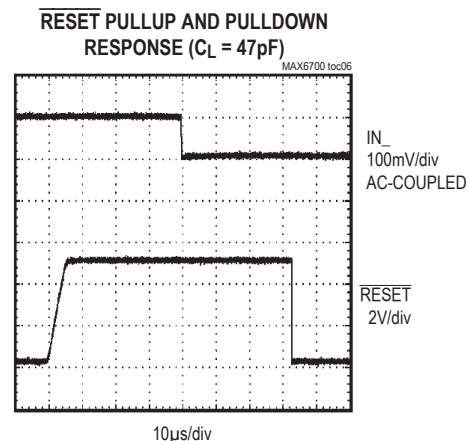 RESET PULLUP AND PULLDOWN
RESPONSE (CL = 47pF)
MAX6700 toc06
IN_
100mV/div
AC-COUPLED
RESET
2V/div
10µs/div